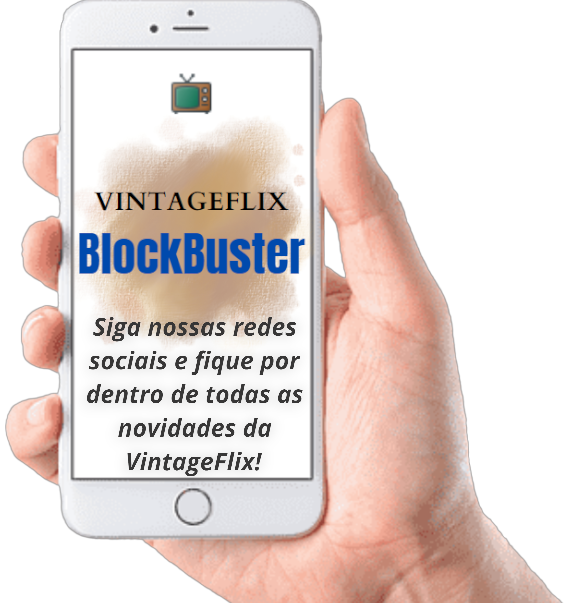 VINTAGEFLIX
BlockBuster
Siga nossas redes
sociais e fique por
dentro de todas as
novidades da
VintageFlix!